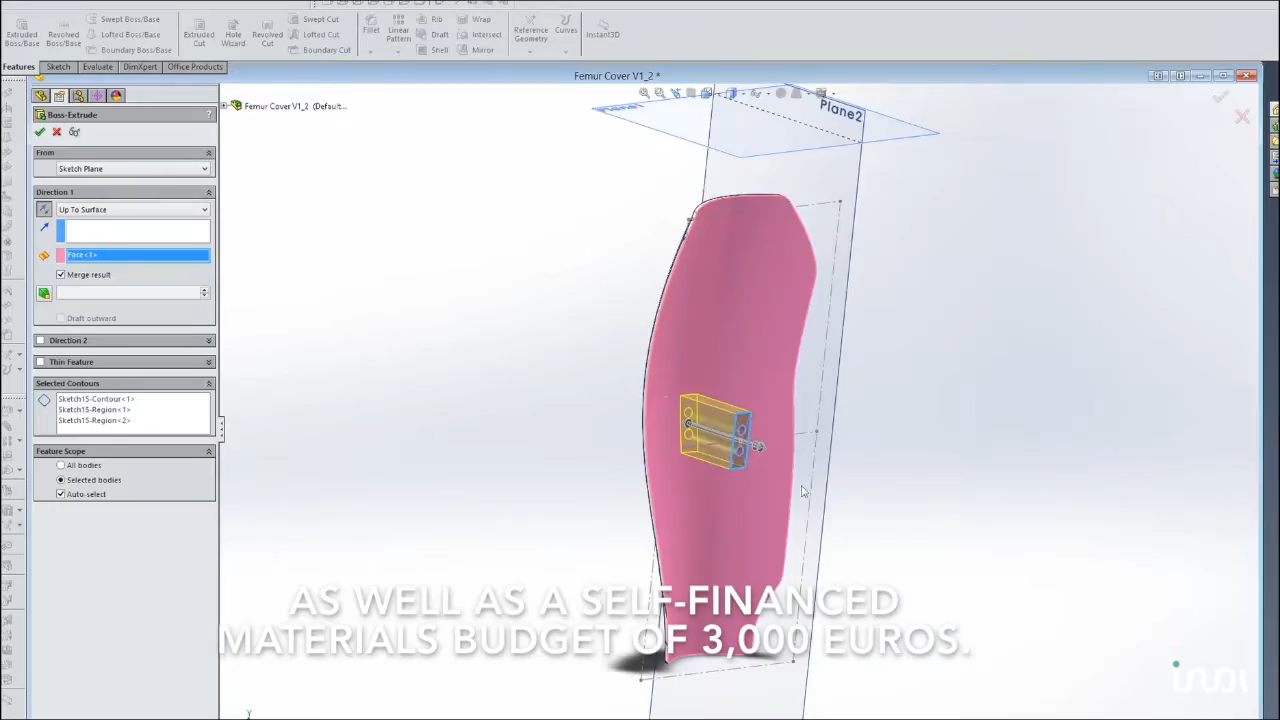 Extruded Boss/Base
Revolved Boss/Base
Swept Boss/Base
Lofted Boss/Base
Boundary Boss/Base
Extruded Cut
Hole Wizard
Revolved Cut
Swept Cut
Lofted Cut
Boundary Cut
Fillet
Linear Pattern
Rib
Draft
Shell
Wrap
Intersect
Mirror
Reference Geometry
Curves
Instant3D
Features
Sketch
Evaluate
DimXpert
Office Products
Femur Cover V1_2 *
Femur Cover V1_2 (Default...
Boss-Extrude
?
From
Sketch Plane
Direction 1
Up To Surface
Face<1>
Merge result
Draft outward
Direction 2
Thin Feature
Selected Contours
Sketch15-Contour<1>
Sketch15-Region<1>
Sketch15-Region<2>
Feature Scope
All bodies
Selected bodies
Auto-select
Plane2
AS WELL AS A SELF-FINANCED
MATERIALS BUDGET OF 3,000 EUROS.
Y